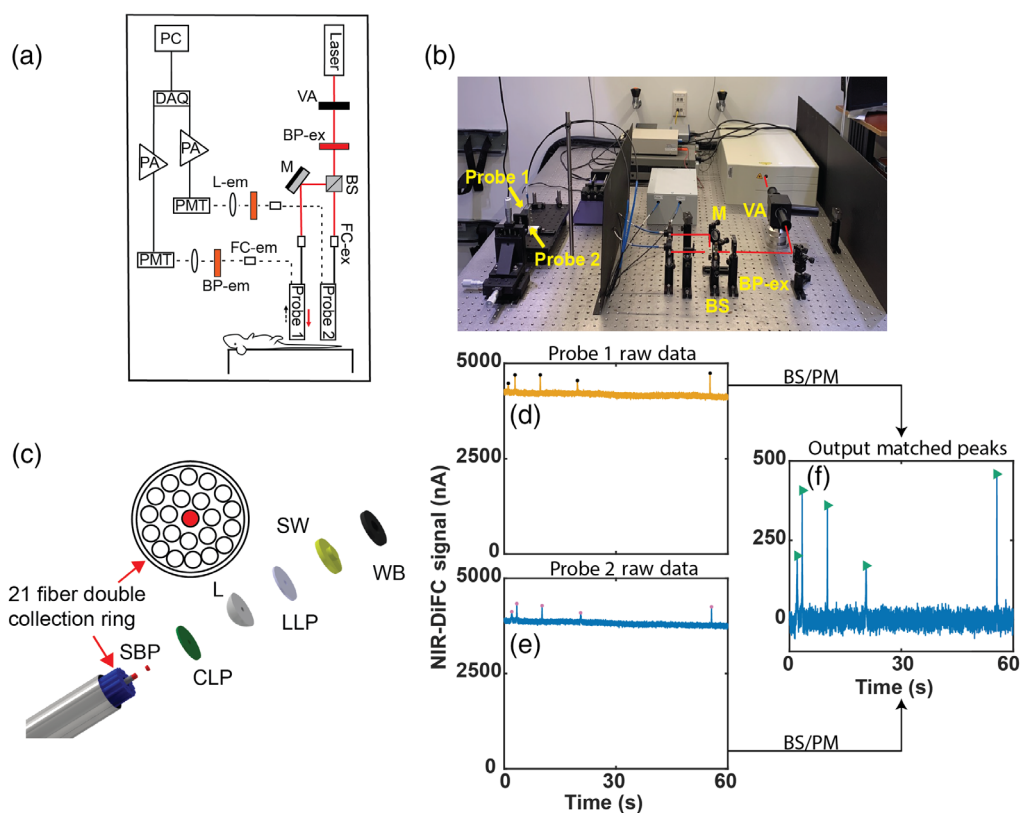 (a)
PC
Laser
DAQ
VA
BP-ex
PA
PA
M
BS
L-em
PMT
FC-em
FC-ex
PMT
BP-em
Probe 1
Probe 2
(b)
Probe 1
Probe 2
M
VA
BP-ex
BS
(c)
SW
WB
L
LLP
21 fiber double
collection ring
SBP
CLP
Probe 1 raw data
5000
(d)
2500
0
BS/PM
NIR-DiFC signal (nA)
Probe 2 raw data
5000
(e)
2500
0
0
30
60
Time (s)
BS/PM
Output matched peaks
500
(f)
250
0
0
30
60
Time (s)